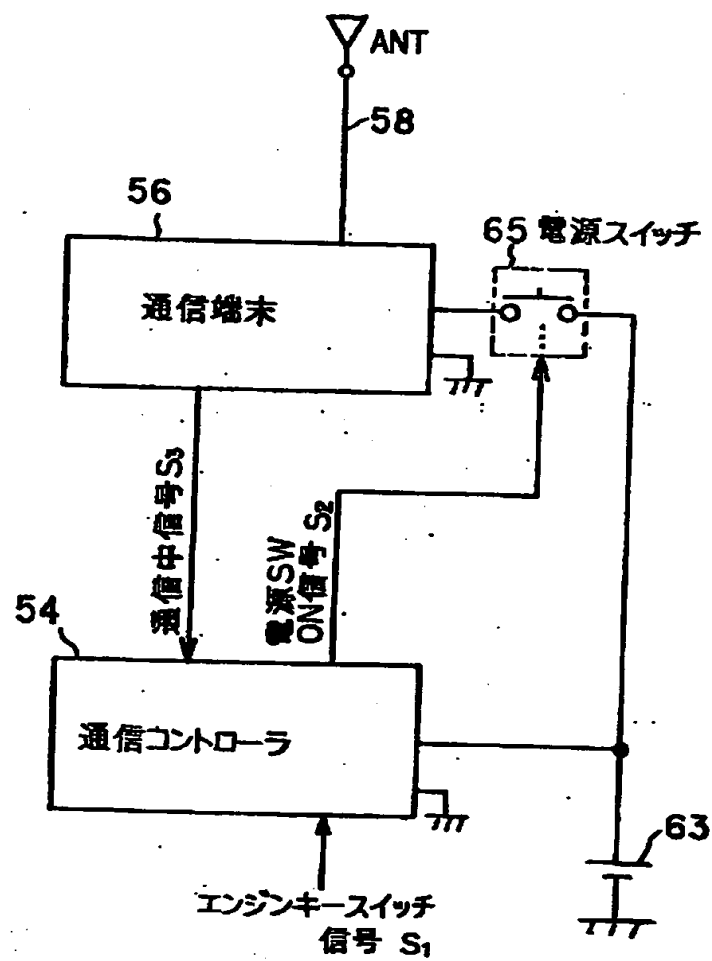 ANT
58
56
65 電源スイッチ
通信端末
通信中信号S3
電源SW
ON信号 S2
54
通信コントローラ
63
エンジンキースイッチ
信号 S1